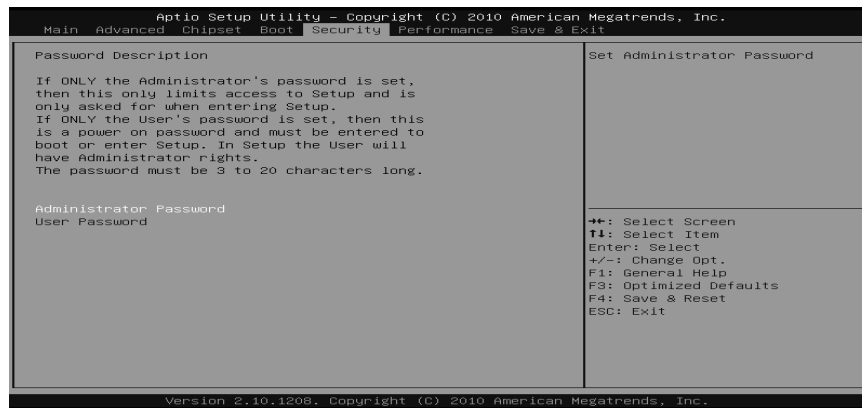 Aptio Setup Utility – Copyright (C) 2010 American Megatrends, Inc.
Main Advanced Chipset Boot Security Performance Save & Exit
Password Description
If ONLY the Administrator's password is set,
then this only limits access to Setup and is
only asked for when entering Setup.
If ONLY the User's password is set, then this
is a power on password and must be entered to
boot or enter Setup. In Setup the User will
have Administrator rights.
The password must be 3 to 20 characters long.
Administrator Password
User Password
Set Administrator Password
→←: Select Screen
↑↓: Select Item
Enter: Select
+/-: Change Opt.
F1: General Help
F3: Optimized Defaults
F4: Save & Reset
ESC: Exit
Version 2.10.1208. Copyright (C) 2010 American Megatrends, Inc.